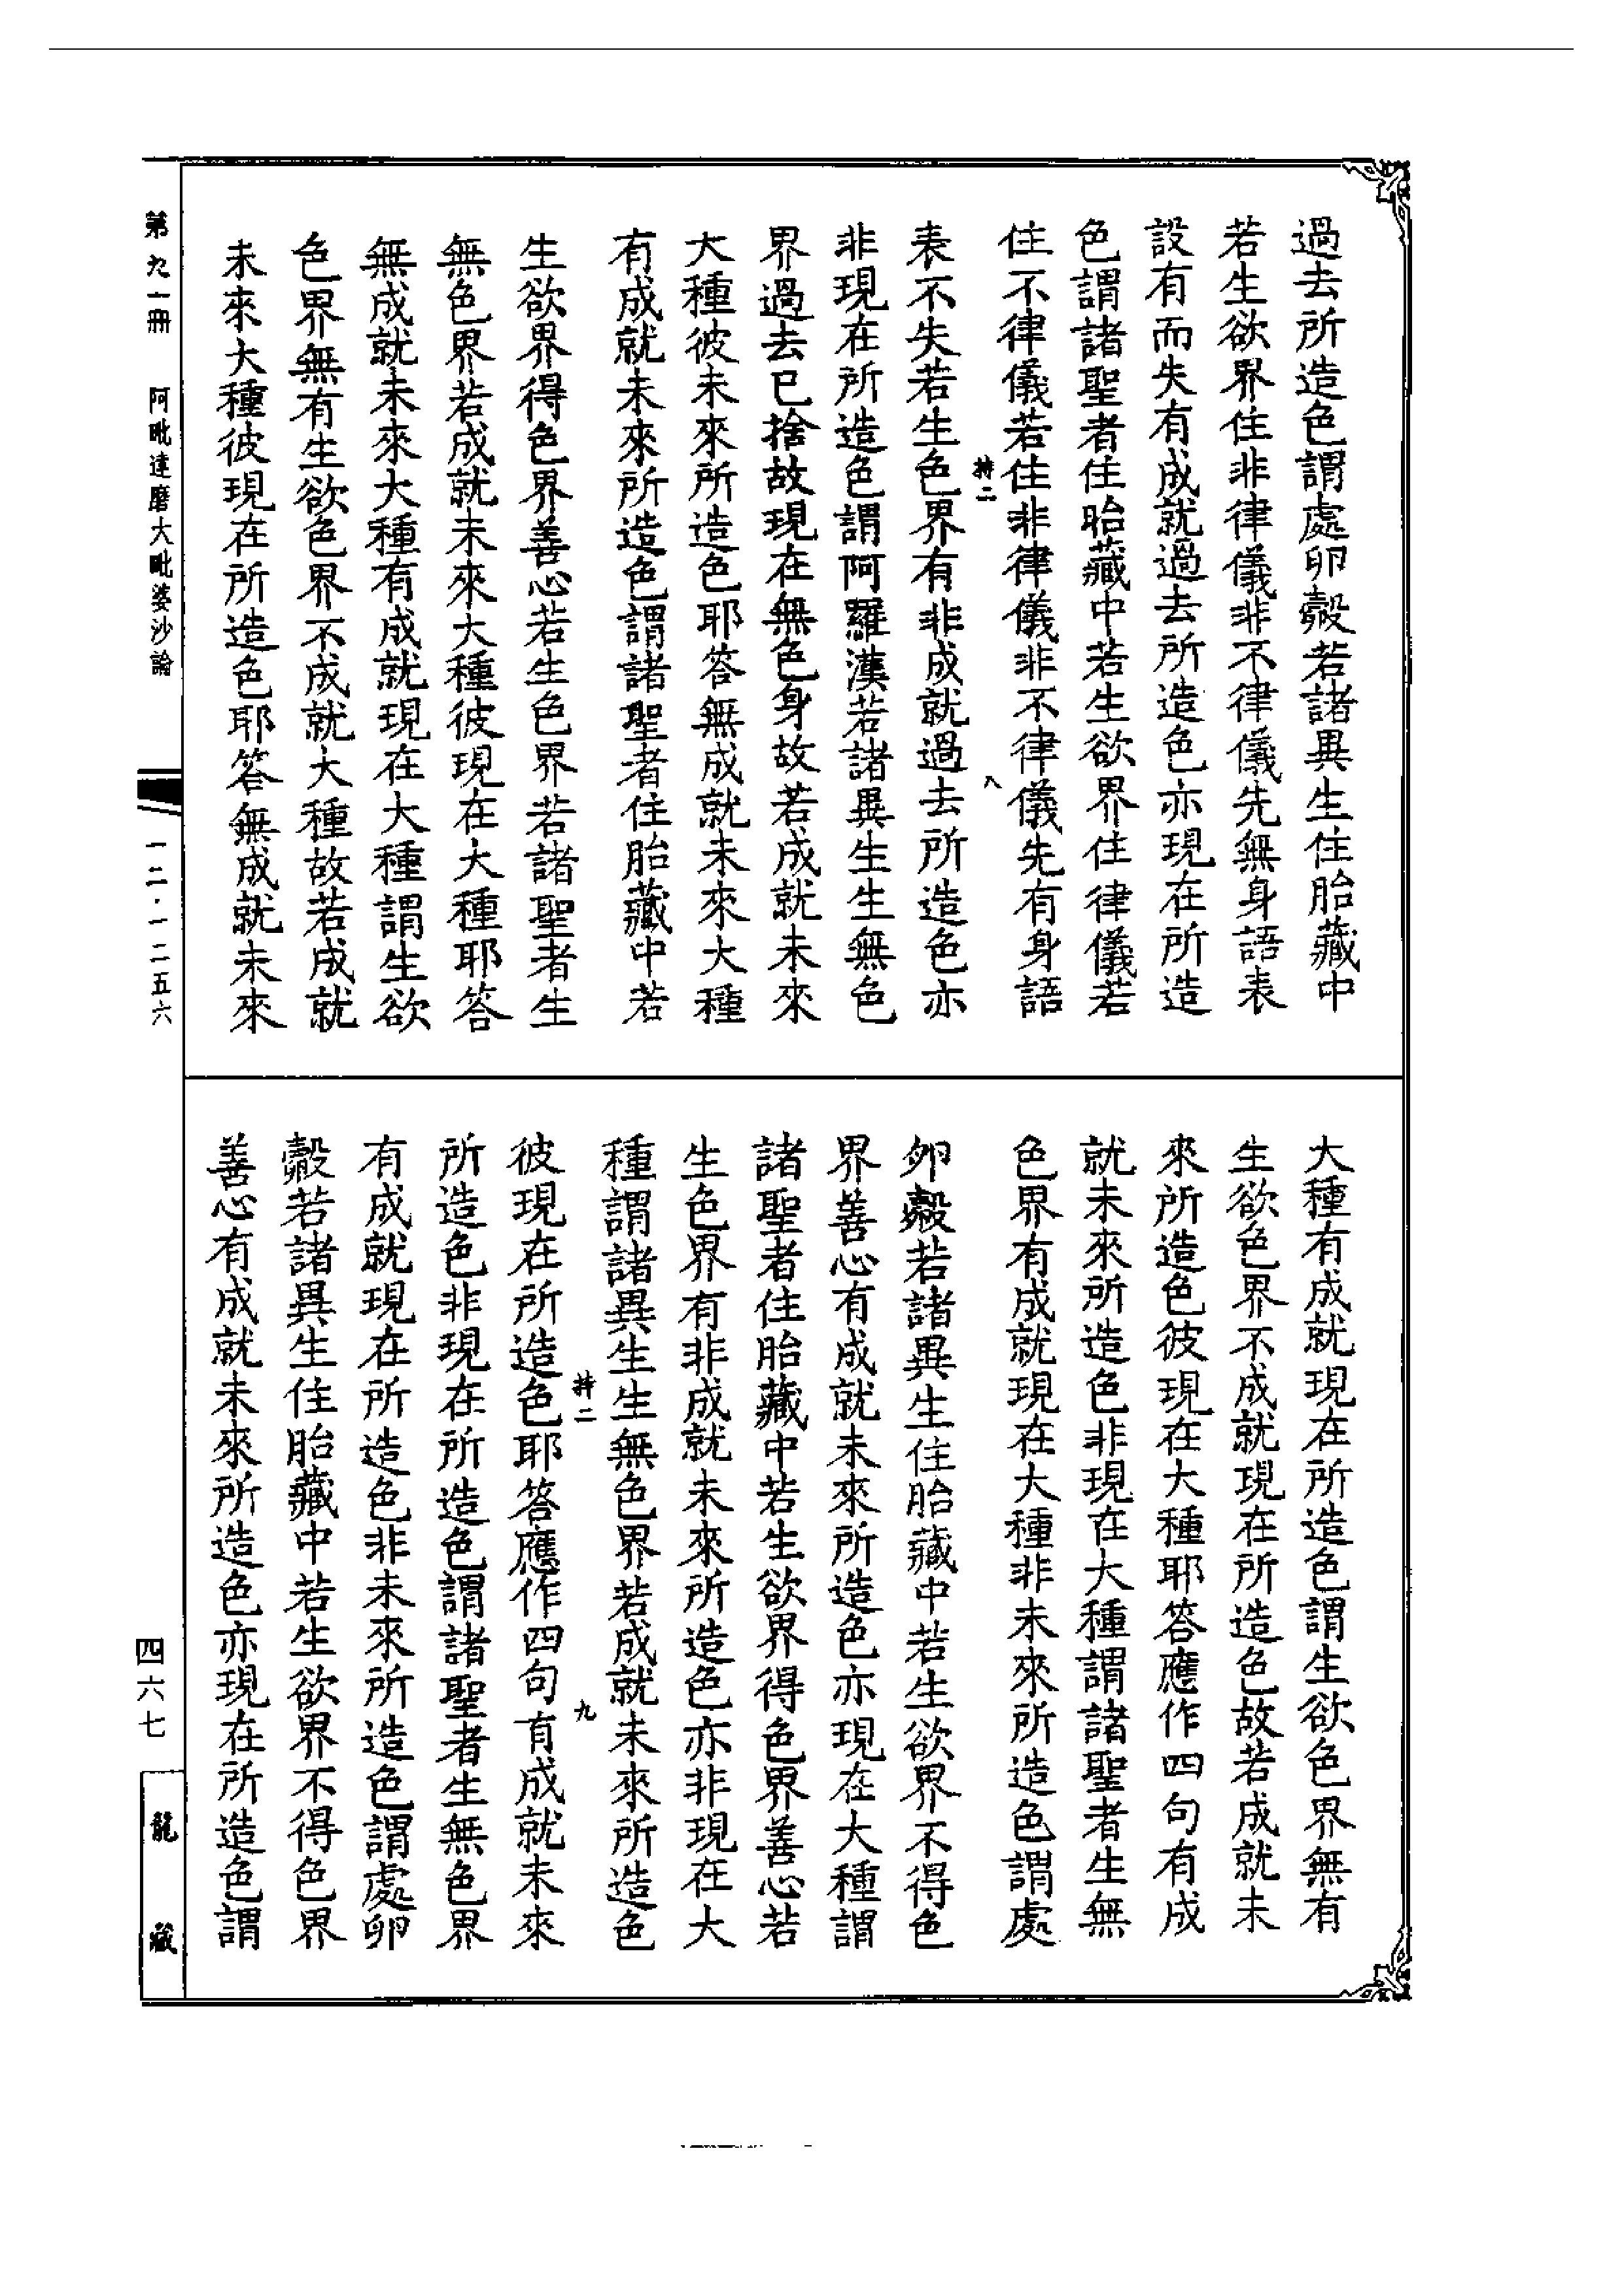 過去所造色謂處卵㲉若諸異生住胎藏中
若生欲界住非律儀非不律儀先無身語表
設有而失有成就過去所造色亦現在所造
色謂諸聖者住胎藏中若生欲界住律儀若
住不律儀若住非律儀非不律儀先有身語
持二
八
表不失若生色界有非成就過去所造色亦
非現在所造色謂阿羅漢若諸異生生無色
界過去已捨故現在無色身故若成就未來
大種彼未來所造色耶答無成就未來大種
有成就未來所造色謂諸聖者住胎藏中若
生欲界得色界善心若生色界若諸聖者生
無色界若成就未來大種彼現在大種耶答
無成就未來大種有成就現在大種謂生欲
色界無有生欲色界不成就大種故若成就
未來大種彼現在所造色耶答無成就未來
大種有成就現在所造色謂生欲色界無有
生欲色界不成就現在所造色故若成就未
來所造色彼現在大種耶答應作四句有成
就未來所造色非現在大種謂諸聖者生無
色界有成就現在大種非未來所造色謂處
卵㲉若諸異生住胎藏中若生欲界不得色
界善心有成就未來所造色亦現在大種謂
諸聖者住胎藏中若生欲界得色界善心若
生色界有非成就未來所造色亦非現在大
種謂諸異生生無色界若成就未來所造色
持二
九
彼現在所造色耶答應作四句有成就未來
所造色非現在所造色謂諸聖者生無色界
有成就現在所造色非未來所造色謂處卵
㲉若諸異生住胎藏中若生欲界不得色界
善心有成就未來所造色亦現在所造色謂
第九一冊 阿毗達磨大毗婆沙論
一二·一二五六
四六七
龍藏